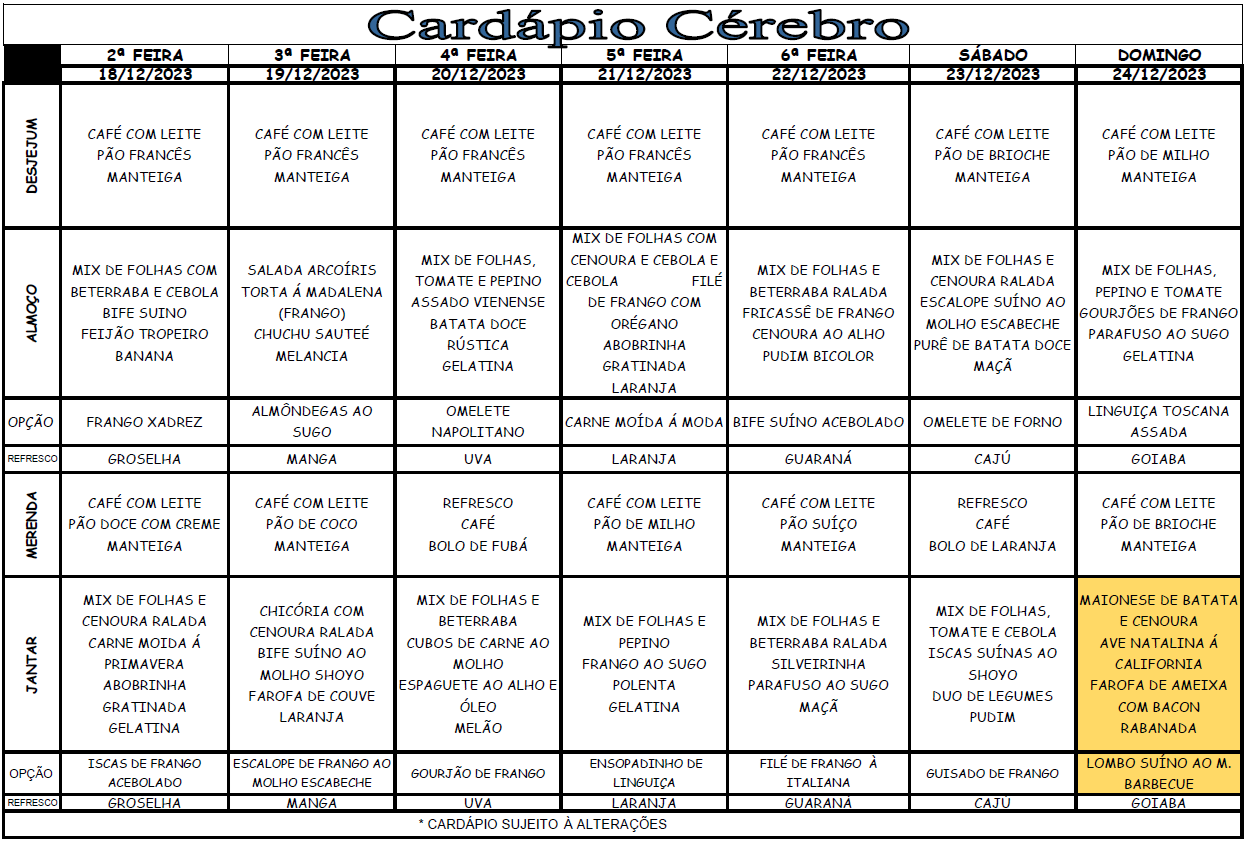 Cardápio Cérebro
2ª FEIRA 3ª FEIRA 4ª FEIRA 5ª FEIRA 6ª FEIRA SÁBADO DOMINGO
18/12/2023 19/12/2023 20/12/2023 21/12/2023 22/12/2023 23/12/2023 24/12/2023
DESJEJUM
CAFÉ COM LEITE
PÃO FRANCÊS
MANTEIGA
CAFÉ COM LEITE
PÃO FRANCÊS
MANTEIGA
CAFÉ COM LEITE
PÃO FRANCÊS
MANTEIGA
CAFÉ COM LEITE
PÃO FRANCÊS
MANTEIGA
CAFÉ COM LEITE
PÃO FRANCÊS
MANTEIGA
CAFÉ COM LEITE
PÃO DE BRIOCHE
MANTEIGA
CAFÉ COM LEITE
PÃO DE MILHO
MANTEIGA
ALMOÇO
MIX DE FOLHAS COM
BETERRABA E CEBOLA
BIFE SUINO
FEIJÃO TROPEIRO
BANANA
SALADA ARCOÍRIS
TORTA Á MADALENA
(FRANGO)
CHUCHU SAUTEÉ
MELANCIA
MIX DE FOLHAS,
TOMATE E PEPINO
ASSADO VIENENSE
BATATA DOCE
RÚSTICA
GELATINA
MIX DE FOLHAS COM
CENOURA E CEBOLA E
CEBOLA FILÉ
DE FRANGO COM
ORÉGANO
ABOBRINHA
GRATINADA
LARANJA
MIX DE FOLHAS E
BETERRABA RALADA
FRICASSÊ DE FRANGO
CENOURA AO ALHO
PUDIM BICOLOR
MIX DE FOLHAS E
CENOURA RALADA
ESCALOPE SUÍNO AO
MOLHO ESCABECHE
PURÊ DE BATATA DOCE
MAÇÃ
MIX DE FOLHAS,
PEPINO E TOMATE
GOURJÕES DE FRANGO
PARAFUSO AO SUGO
GELATINA
OPÇÃO
FRANGO XADREZ
ALMÔNDEGAS AO
SUGO
OMELETE
NAPOLITANO
CARNE MOÍDA Á MODA
BIFE SUÍNO ACEBOLADO
OMELETE DE FORNO
LINGUIÇA TOSCANA
ASSADA
REFRESCO GROSELHA MANGA UVA LARANJA GUARANÁ CAJÚ GOIABA
MERENDA
CAFÉ COM LEITE
PÃO DOCE COM CREME
MANTEIGA
CAFÉ COM LEITE
PÃO DE COCO
MANTEIGA
REFRESCO
CAFÉ
BOLO DE FUBÁ
CAFÉ COM LEITE
PÃO DE MILHO
MANTEIGA
CAFÉ COM LEITE
PÃO SUÍÇO
MANTEIGA
REFRESCO
CAFÉ
BOLO DE LARANJA
CAFÉ COM LEITE
PÃO DE BRIOCHE
MANTEIGA
JANTAR
MIX DE FOLHAS E
CENOURA RALADA
CARNE MOIDA Á
PRIMAVERA
ABOBRINHA
GRATINADA
GELATINA
CHICÓRIA COM
CENOURA RALADA
BIFE SUÍNO AO
MOLHO SHOYO
FAROFA DE COUVE
LARANJA
MIX DE FOLHAS E
BETERRABA
CUBOS DE CARNE AO
MOLHO
ESPAGUETE AO ALHO E
ÓLEO
MELÃO
MIX DE FOLHAS E
PEPINO
FRANGO AO SUGO
POLENTA
GELATINA
MIX DE FOLHAS E
BETERRABA RALADA
SILVEIRINHA
PARAFUSO AO SUGO
MAÇÃ
MIX DE FOLHAS,
TOMATE E CEBOLA
ISCAS SUÍNAS AO
SHOYO
DUO DE LEGUMES
PUDIM
MAIONESE DE BATATA
E CENOURA
AVE NATALINA Á
CALIFORNIA
FAROFA DE AMEIXA
COM BACON
RABANADA
OPÇÃO
ISCAS DE FRANGO
ACEBOLADO
ESCALOPE DE FRANGO AO
MOLHO ESCABECHE
GOURJÃO DE FRANGO
ENSOPADINHO DE
LINGUIÇA
FILÉ DE FRANGO À
ITALIANA
GUISADO DE FRANGO
LOMBO SUÍNO AO M.
BARBECUE
REFRESCO GROSELHA MANGA UVA LARANJA GUARANÁ CAJÚ GOIABA
* CARDÁPIO SUJEITO À ALTERAÇÕES